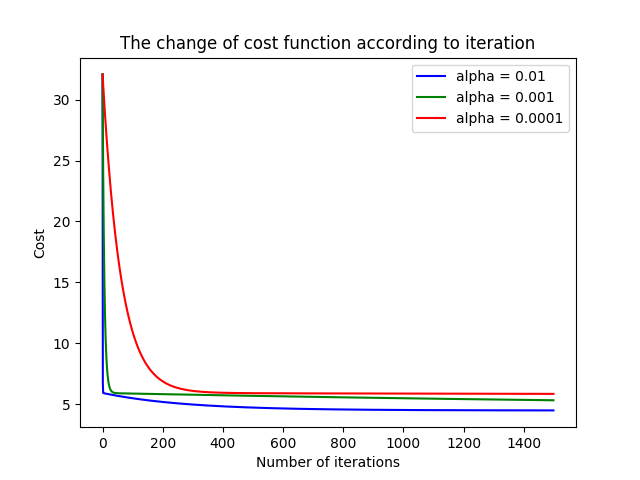 The change of cost function according to iteration
alpha = 0.01
alpha = 0.001
alpha = 0.0001
30
25
20
15
10
5
Cost
0 200 400 600 800 1000 1200 1400
Number of iterations